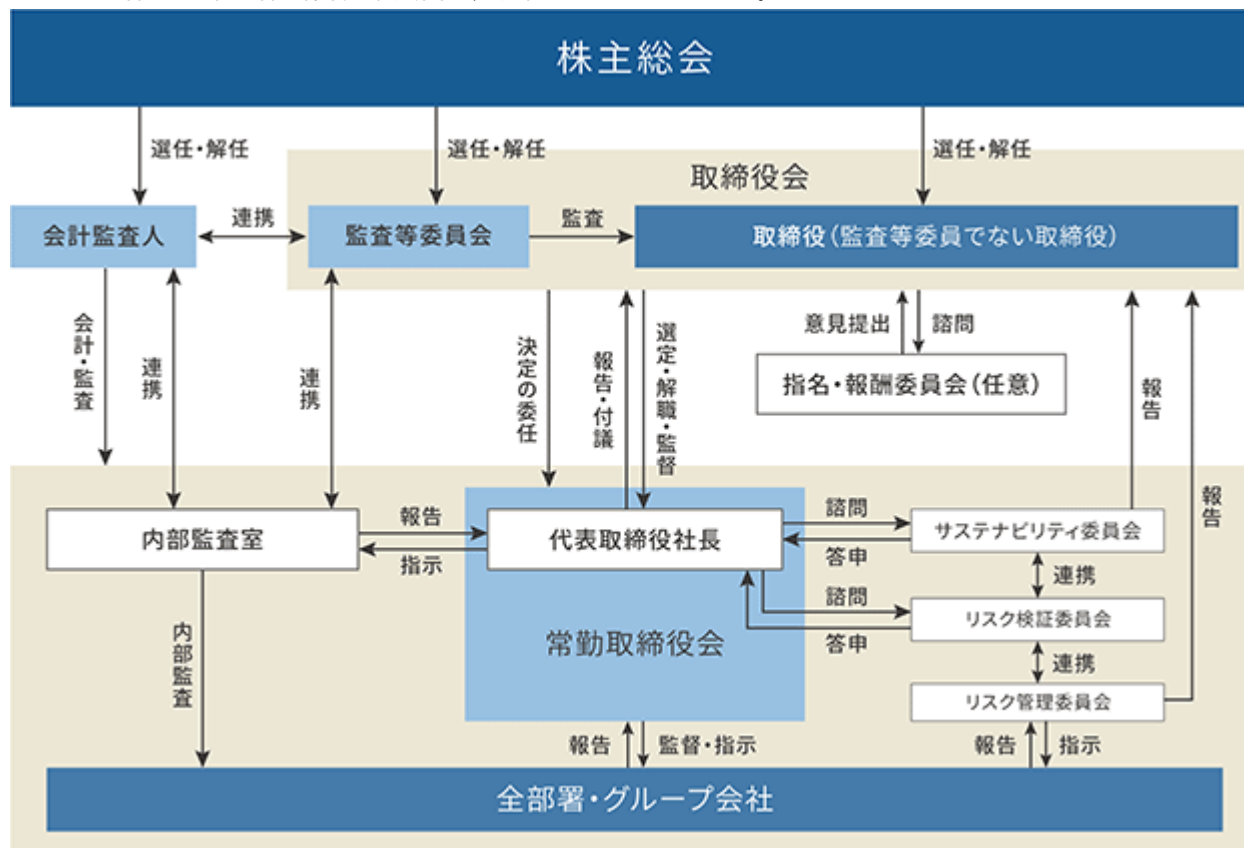 株主総会
選任・解任
選任・解任
選任・解任
取締役会
会計監査人
連携
監査等委員会
監査
取締役（監査等委員でない取締役）
会計・監査
連携
連携
決定の委任
報告・付議
選定・解職・監督
意見提出
諮問
指名・報酬委員会（任意）
報告
報告
内部監査室
報告
指示
代表取締役社長
諮問
答申
サステナビリティ委員会
連携
諮問
答申
リスク検証委員会
連携
リスク管理委員会
常勤取締役会
内部監査
報告
監督・指示
報告
指示
全部署・グループ会社